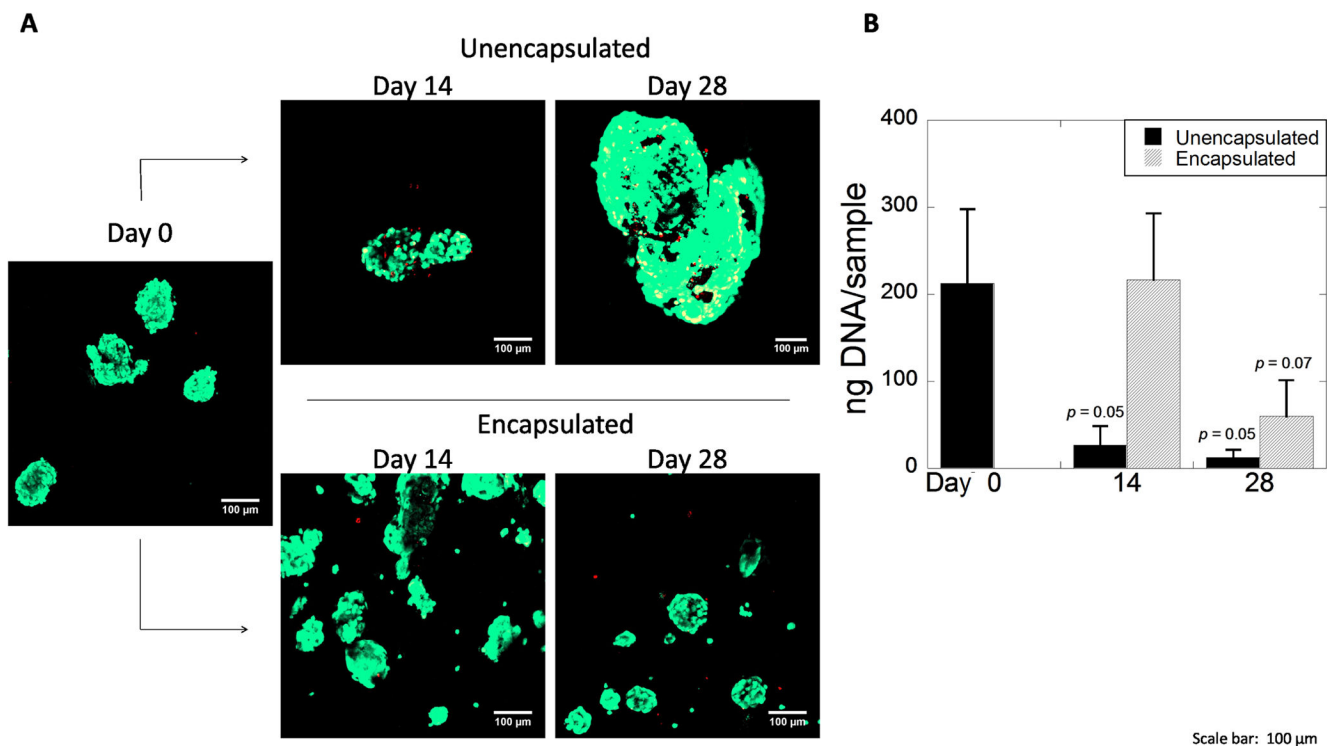 A
Unencapsulated
Day 14
Day 28
100 µm
100 µm
Day 0
100 µm
Encapsulated
Day 14
Day 28
100 µm
100 µm
B
400
300
200
100
0
ng DNA/sample
Unencapsulated
Encapsulated
p = 0.05
p = 0.05
p = 0.07
Day 0 14 28
Scale bar: 100 µm